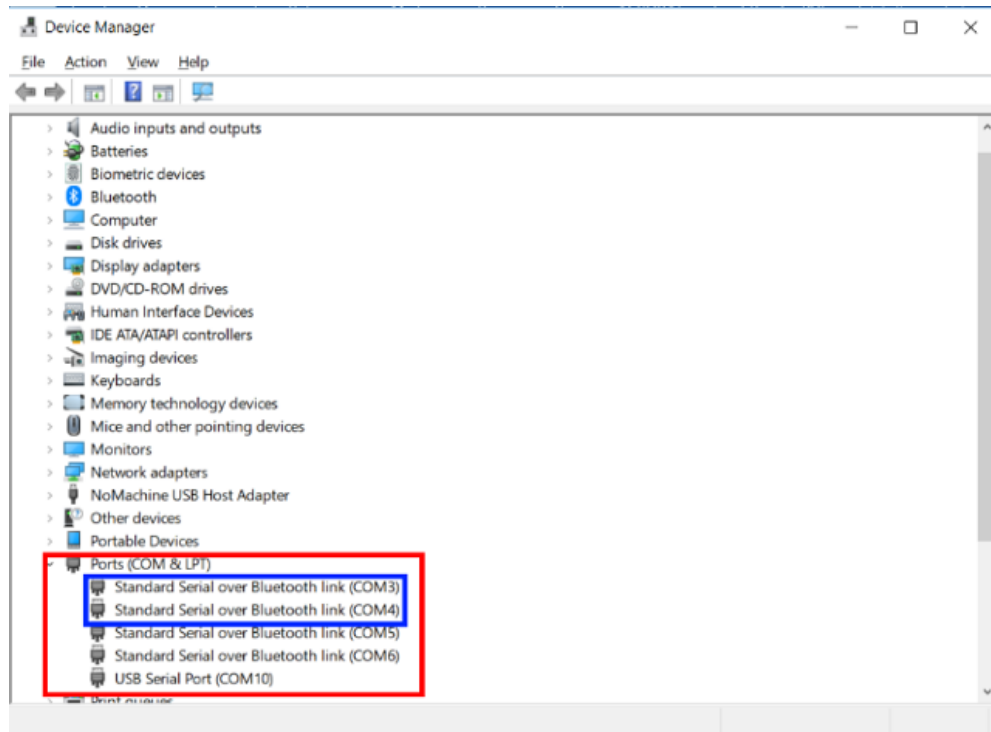 Device Manager
File Action View Help
Audio inputs and outputs
Batteries
Biometric devices
Bluetooth
Computer
Disk drives
Display adapters
DVD/CD-ROM drives
Human Interface Devices
IDE ATA/ATAPI controllers
Imaging devices
Keyboards
Memory technology devices
Mice and other pointing devices
Monitors
Network adapters
NoMachine USB Host Adapter
Other devices
Portable Devices
Ports (COM & LPT)
Standard Serial over Bluetooth link (COM3)
Standard Serial over Bluetooth link (COM4)
Standard Serial over Bluetooth link (COM5)
Standard Serial over Bluetooth link (COM6)
USB Serial Port (COM10)
Print queues